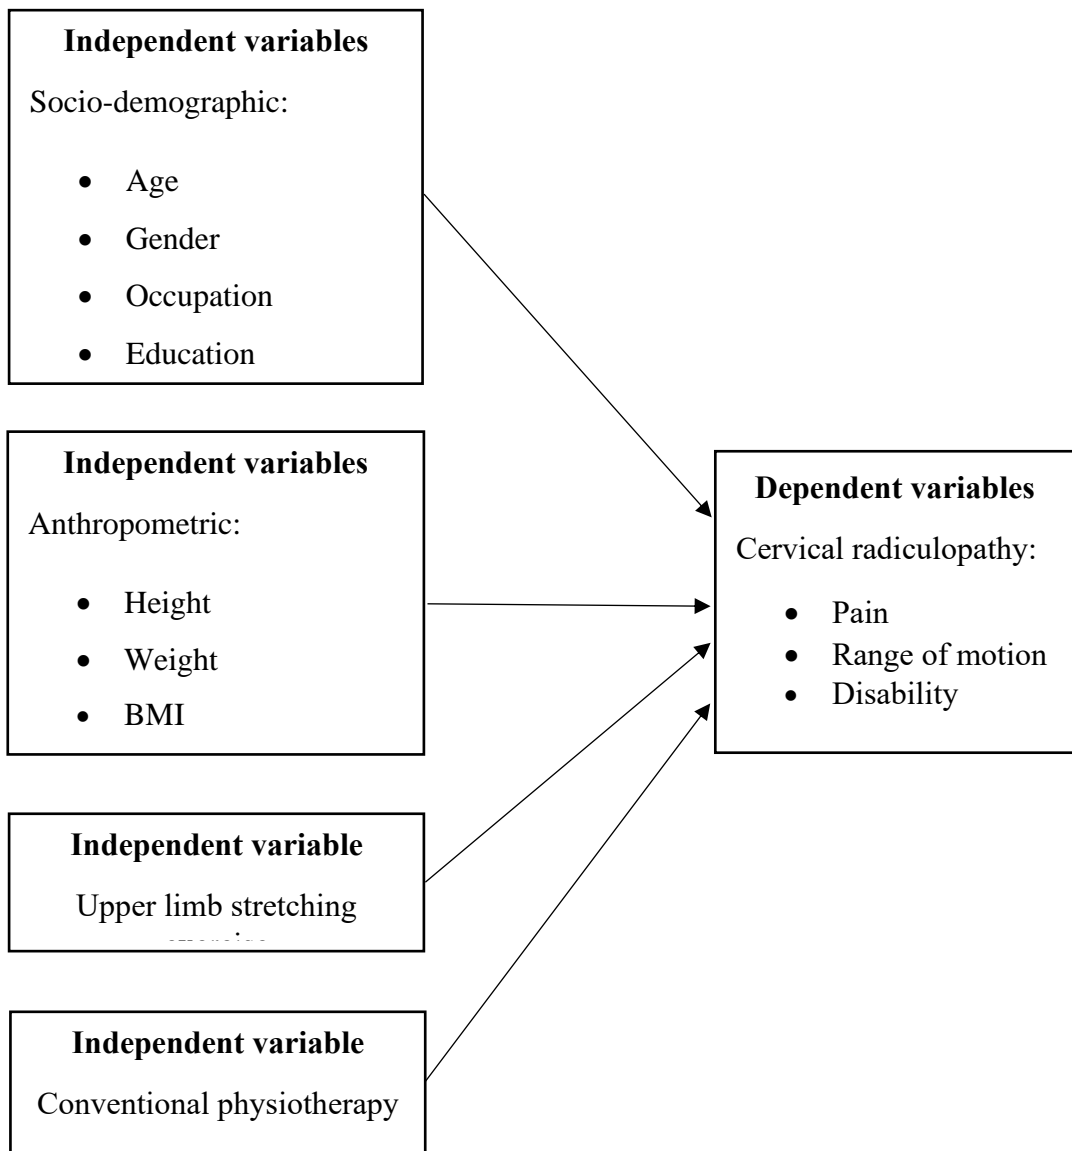 Independent variables
Socio-demographic:
• Age
• Gender
• Occupation
• Education
Independent variables
Anthropometric:
• Height
• Weight
• BMI
Independent variable
Upper limb stretching
Independent variable
Conventional physiotherapy
Dependent variables
Cervical radiculopathy:
• Pain
• Range of motion
• Disability